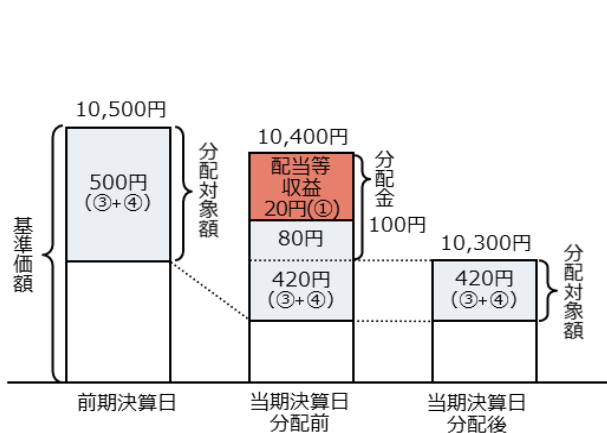 10,500円
500円
(③+④)
分配対象額
基準価額
前期決算日
10,400円
配当等
収益
20円(①)
80円
420円
(③+④)
分配金
100円
当期決算日
分配前
10,300円
420円
(③+④)
分配対象額
当期決算日
分配後